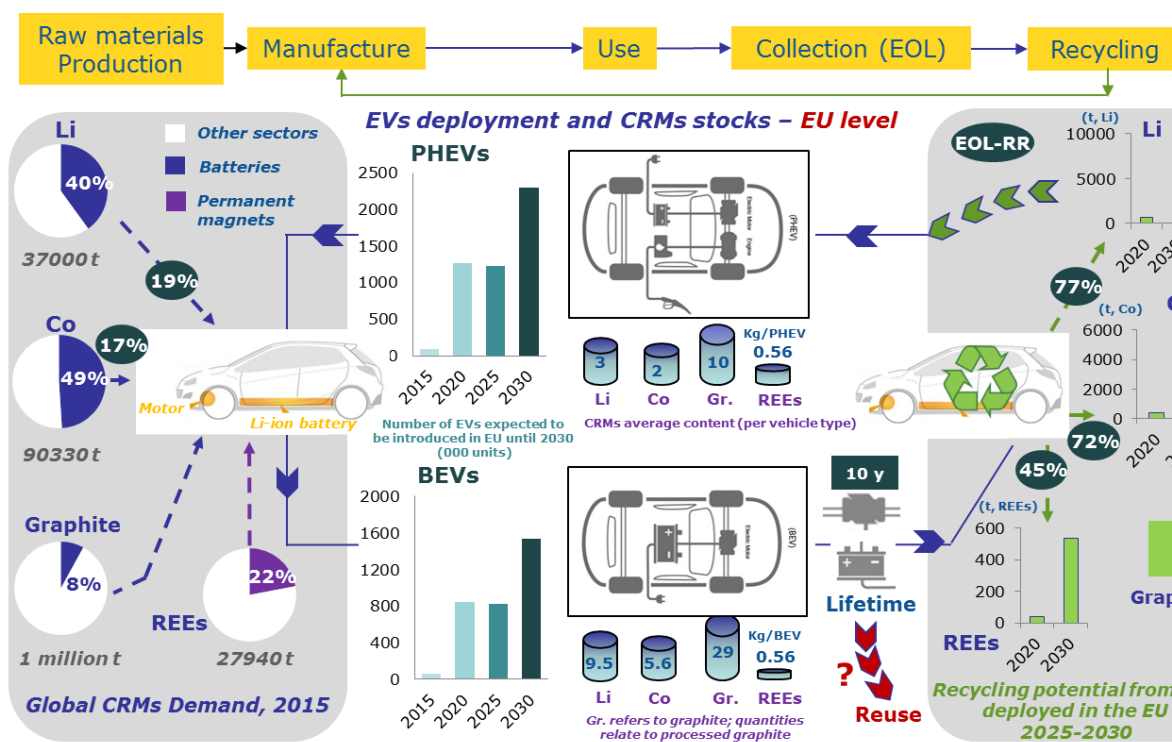 Raw materials
Production
Manufacture
Use
Collection (EOL)
Recycling
EVs deployment and CRMs stocks – EU level
Li
40%
37000 t
Other sectors
Batteries
Permanent
magnets
19%
Co
49%
90330 t
17%
Motor
Li-ion battery
Graphite
8%
1 million t
22%
REEs
27940 t
Global CRMs Demand, 2015
PHEVs
2500
2000
1500
1000
500
0
2015
2020
2025
2030
Number of EVs expected to
be introduced in EU until 2030
(000 units)
BEVs
2000
1600
1200
800
400
0
2015
2020
2025
2030
Electric Motor
Engine
(PHEV)
Kg/PHEV
3
2
10
0.56
Li
Co
Gr.
REEs
CRMs average content (per vehicle type)
Electric Motor
(BEV)
Kg/BEV
9.5
5.6
29
0.56
Li
Co
Gr.
REEs
Gr. refers to graphite; quantities
relate to processed graphite
10 y
Lifetime
?
Reuse
EOL-RR
(t, Li)
Li
10000
5000
0
2020
77%
(t, Co)
6000
4000
2000
0
2020
72%
45%
(t, REEs)
600
400
200
0
2020
2030
REEs
Grap
Recycling potential from
deployed in the EU
2025-2030